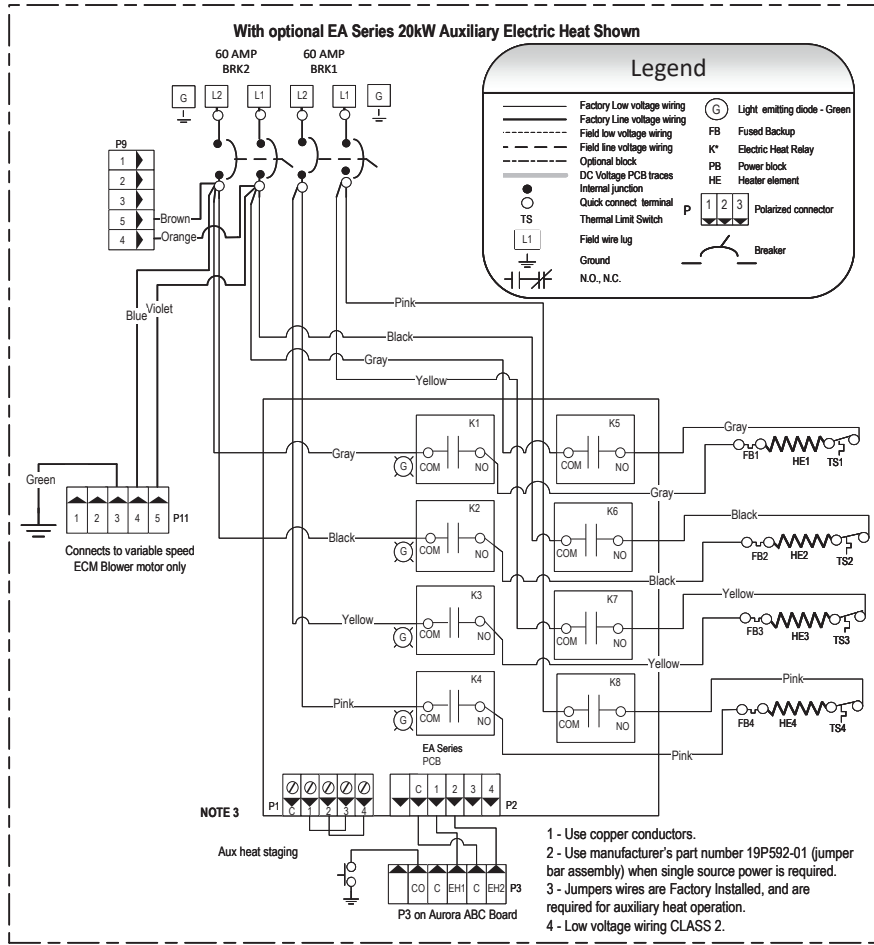 With optional EA Series 20kW Auxiliary Electric Heat Shown
60 AMP
BRK2
60 AMP
BRK1
G
L2
L1
L2
L1
G
Legend
Factory Low voltage wiring
Factory Line voltage wiring
Field low voltage wiring
Field line voltage wiring
Optional block
DC Voltage PCB traces
Internal junction
Quick connect terminal
TS Thermal Limit Switch
L1 Field wire lug
Ground
N.O., N.C.
G Light emitting diode - Green
FB Fused Backup
K* Electric Heat Relay
PB Power block
HE Heater element
P 1 2 3 Polarized connector
Breaker
P9
1
2
3
5
4
Brown
Orange
Blue
Violet
Pink
Black
Gray
Yellow
Green
1 2 3 4 5 P11
Connects to variable speed
ECM Blower motor only
Gray
G
K1
COM NO
K5
COM NO
Gray
Gray
FB1 HE1 TS1
Black
G
K2
COM NO
K6
COM NO
Black
Black
FB2 HE2 TS2
Yellow
G
K3
COM NO
K7
COM NO
Yellow
Yellow
FB3 HE3 TS3
Pink
G
K4
COM NO
K8
COM NO
Pink
Pink
FB4 HE4 TS4
EA Series
PCB
NOTE 3
P1
C 1 2 3 4
C 1 2 3 4
P2
Aux heat staging
CO C EH1 C EH2 P3
P3 on Aurora ABC Board
1 - Use copper conductors.
2 - Use manufacturer's part number 19P592-01 (jumper
bar assembly) when single source power is required.
3 - Jumpers wires are Factory Installed, and are
required for auxiliary heat operation.
4 - Low voltage wiring CLASS 2.